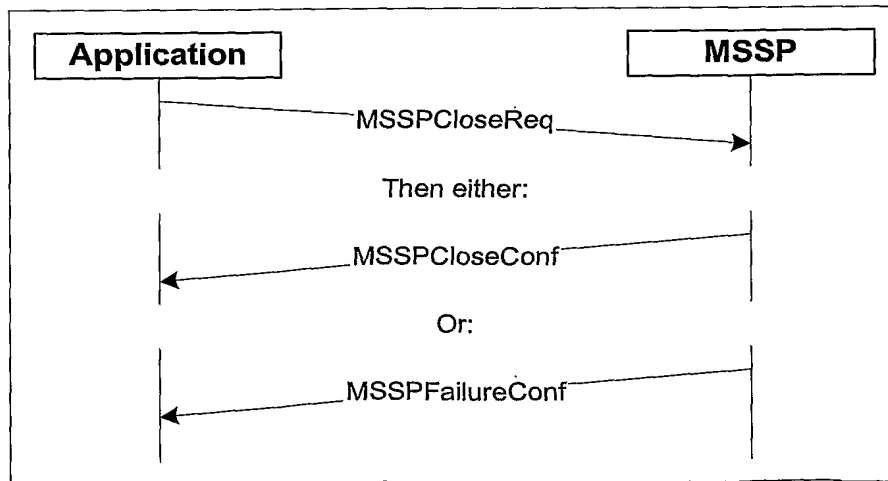 Application
MSSP
MSSPCloseReq
Then either:
MSSPCloseConf
Or:
MSSPFailureConf